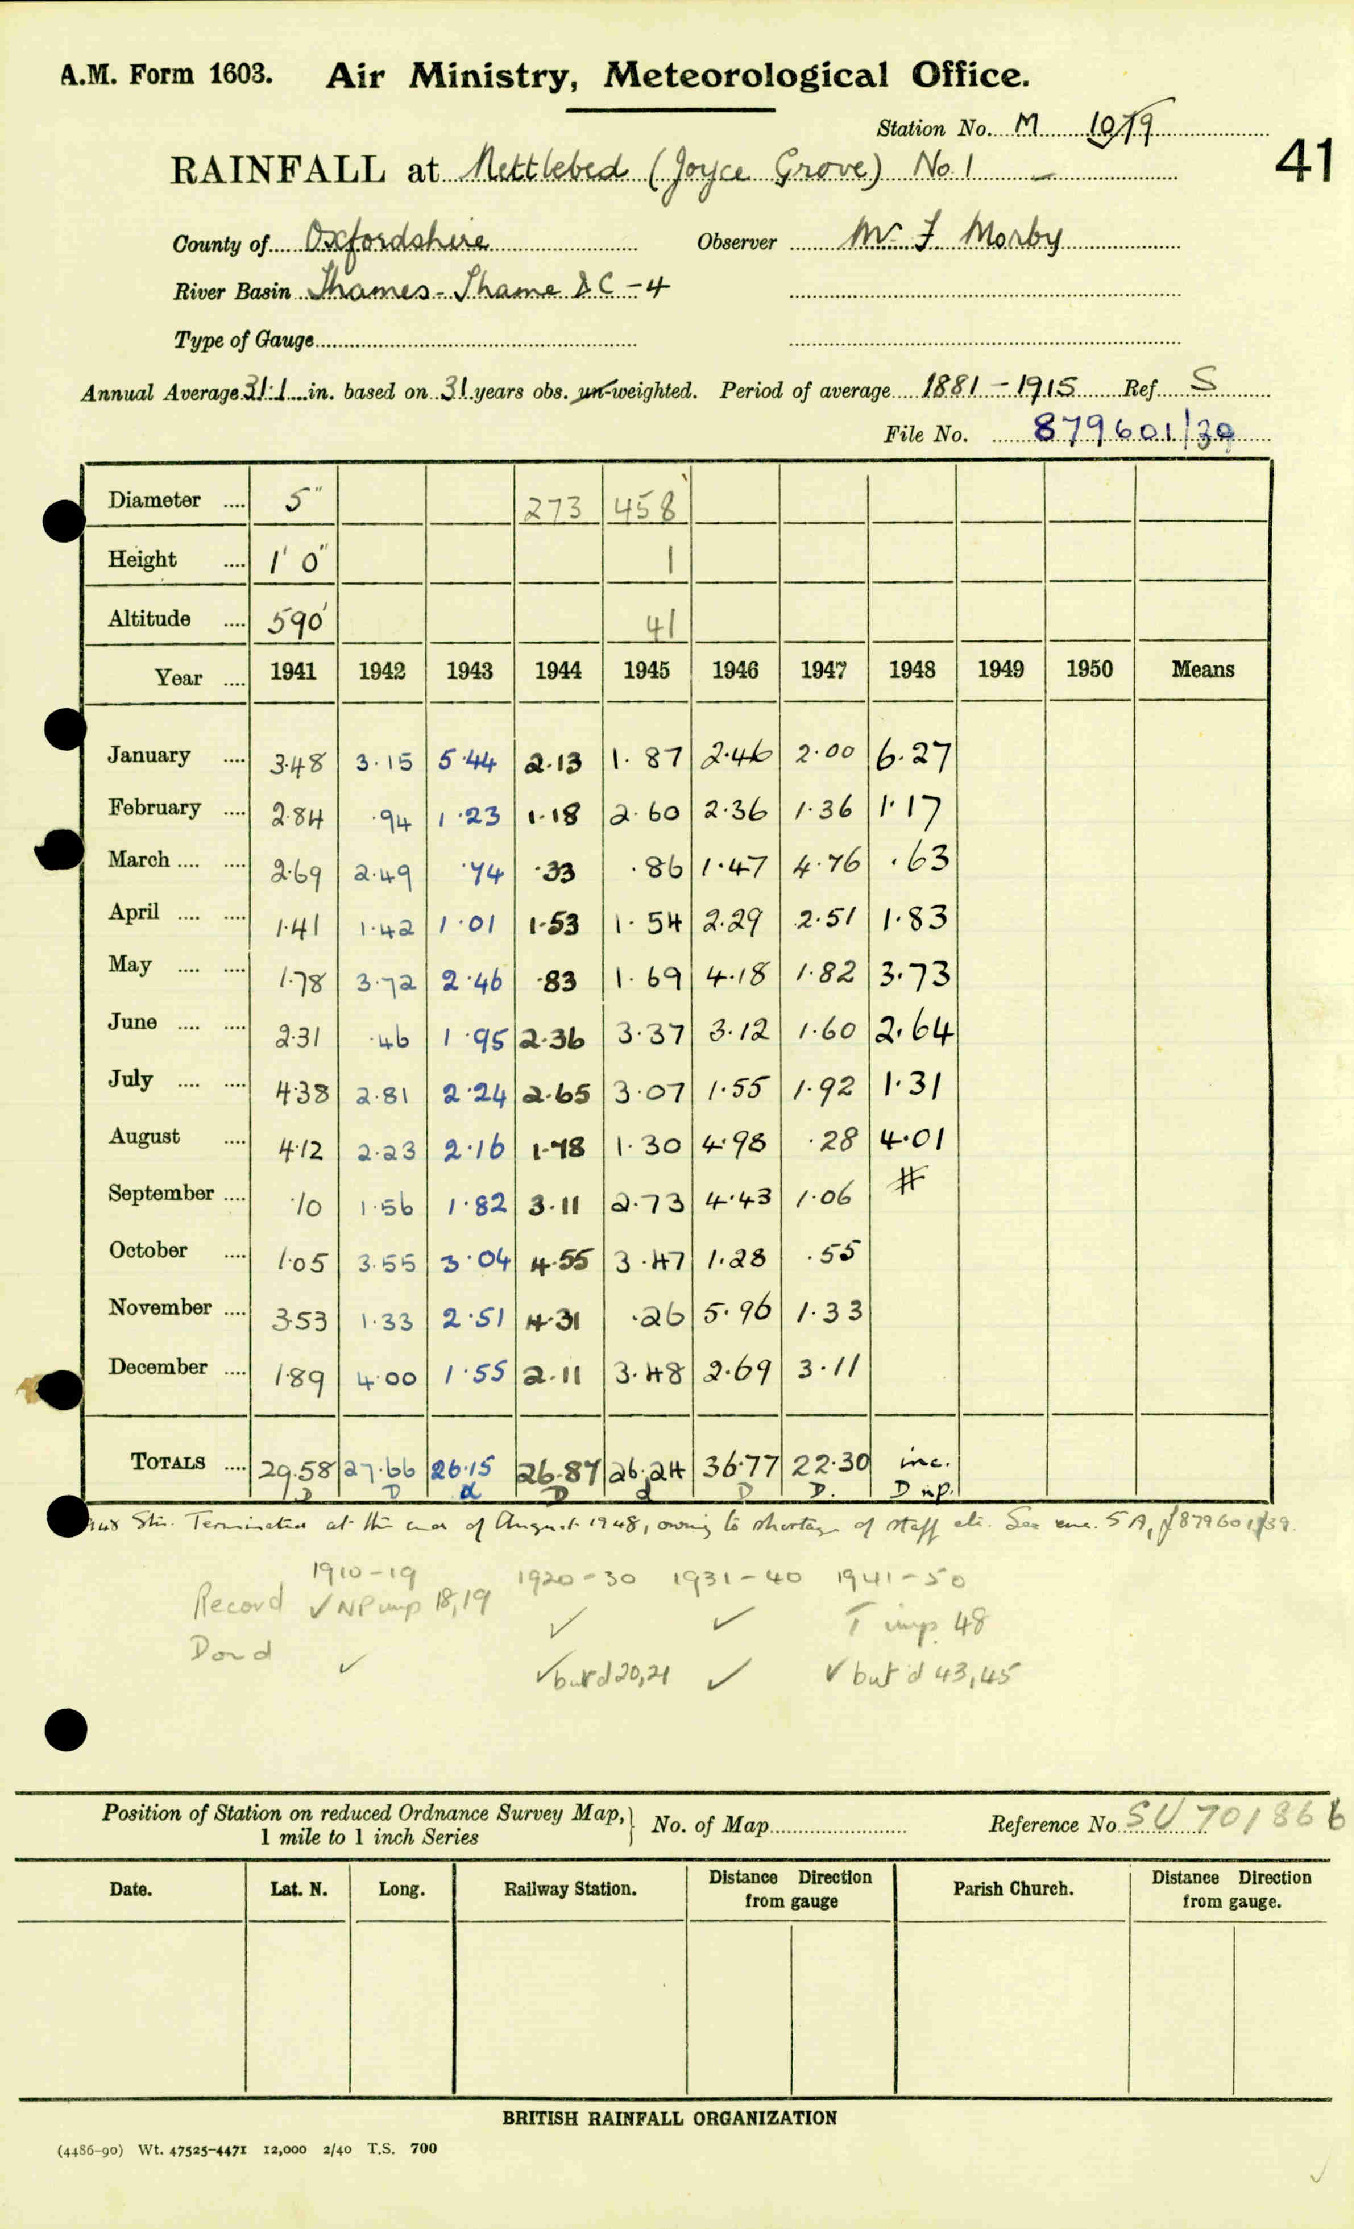 A.M. Form 1603. Air Ministry, Meteorological Office.
Station No. M 1079
41
RAINFALL at Nettlebed (Joyce Grove) No. 1
County of Oxfordshire Observer Mr F Morby
River Basin Thames - Thame &C - 4
Type of Gauge
Annual Average 31.1 in. based on 31 years obs. un-weighted. Period of average 1881 - 1915 Ref. S
File No. 879601/39
Diameter .... 5" 273 458
Height .... 1' 0" 1
Altitude .... 590' 41
Year .... 1941 1942 1943 1944 1945 1946 1947 1948 1949 1950 Means
January .... 3.48 3.15 5.44 2.13 1.87 2.46 2.00 6.27
February .... 2.84 .94 1.23 1.18 2.60 2.36 1.36 1.17
March .... .... 2.69 2.49 .74 .33 .86 1.47 4.76 .63
April .... .... 1.41 1.42 1.01 1.53 1.54 2.29 2.51 1.83
May .... .... 1.78 3.72 2.46 .83 1.69 4.18 1.82 3.73
June .... .... 2.31 .46 1.95 2.36 3.37 3.12 1.60 2.64
July .... .... 4.38 2.81 2.24 2.65 3.07 1.55 1.92 1.31
August .... 4.12 2.23 2.16 1.78 1.30 4.98 .28 4.01
September .... .10 1.56 1.82 3.11 2.73 4.43 1.06 #
October .... 1.05 3.55 3.04 4.55 3.47 1.28 .55
November .... 3.53 1.33 2.51 4.31 .26 5.96 1.33
December .... 1.89 4.00 1.55 2.11 3.48 2.69 3.11
TOTALS .... 29.58 27.66 26.15 26.87 26.24 36.77 22.30 inc.
D D d D d D D. D inp.
1948 Stn. Terminated at the end of August 1948, owing to shortage of staff etc. See enc. 5A, f 879601/39.
1910-19 1920-30 1931-40 1941-50
Record ✓ NP imp 18,19 ✓ ✓ T imp. 48
D or d ✓ ✓ but d 20,21 ✓ ✓ but d 43,45
Position of Station on reduced Ordnance Survey Map, 1 mile to 1 inch Series No. of Map Reference No. SU 701866
Date. Lat. N. Long. Railway Station. Distance Direction from gauge Parish Church. Distance Direction from gauge.
BRITISH RAINFALL ORGANIZATION
(4486-90) Wt. 47525-4471 12,000 2/40 T.S. 700